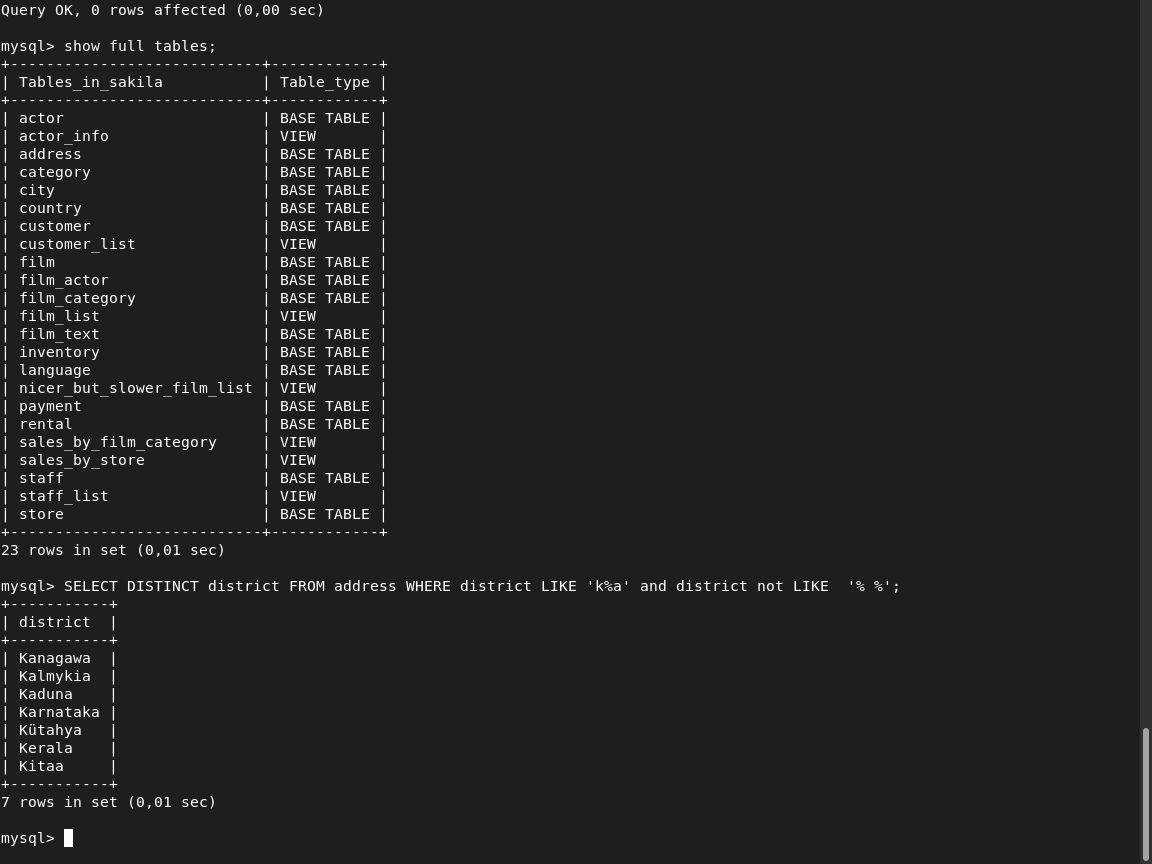 Query OK, 0 rows affected (0,00 sec)

mysql> show full tables;
+----------------------------+------------+
| Tables_in_sakila           | Table_type |
+----------------------------+------------+
| actor                      | BASE TABLE |
| actor_info                 | VIEW       |
| address                    | BASE TABLE |
| category                   | BASE TABLE |
| city                       | BASE TABLE |
| country                    | BASE TABLE |
| customer                   | BASE TABLE |
| customer_list              | VIEW       |
| film                       | BASE TABLE |
| film_actor                 | BASE TABLE |
| film_category              | BASE TABLE |
| film_list                  | VIEW       |
| film_text                  | BASE TABLE |
| inventory                  | BASE TABLE |
| language                   | BASE TABLE |
| nicer_but_slower_film_list | VIEW       |
| payment                    | BASE TABLE |
| rental                     | BASE TABLE |
| sales_by_film_category     | VIEW       |
| sales_by_store             | VIEW       |
| staff                      | BASE TABLE |
| staff_list                 | VIEW       |
| store                      | BASE TABLE |
+----------------------------+------------+
23 rows in set (0,01 sec)

mysql> SELECT DISTINCT district FROM address WHERE district LIKE 'k%a' and district not LIKE  '% %';
+-----------+
| district  |
+-----------+
| Kanagawa  |
| Kalmykia  |
| Kaduna    |
| Karnataka |
| Kütahya   |
| Kerala    |
| Kitaa     |
+-----------+
7 rows in set (0,01 sec)

mysql>